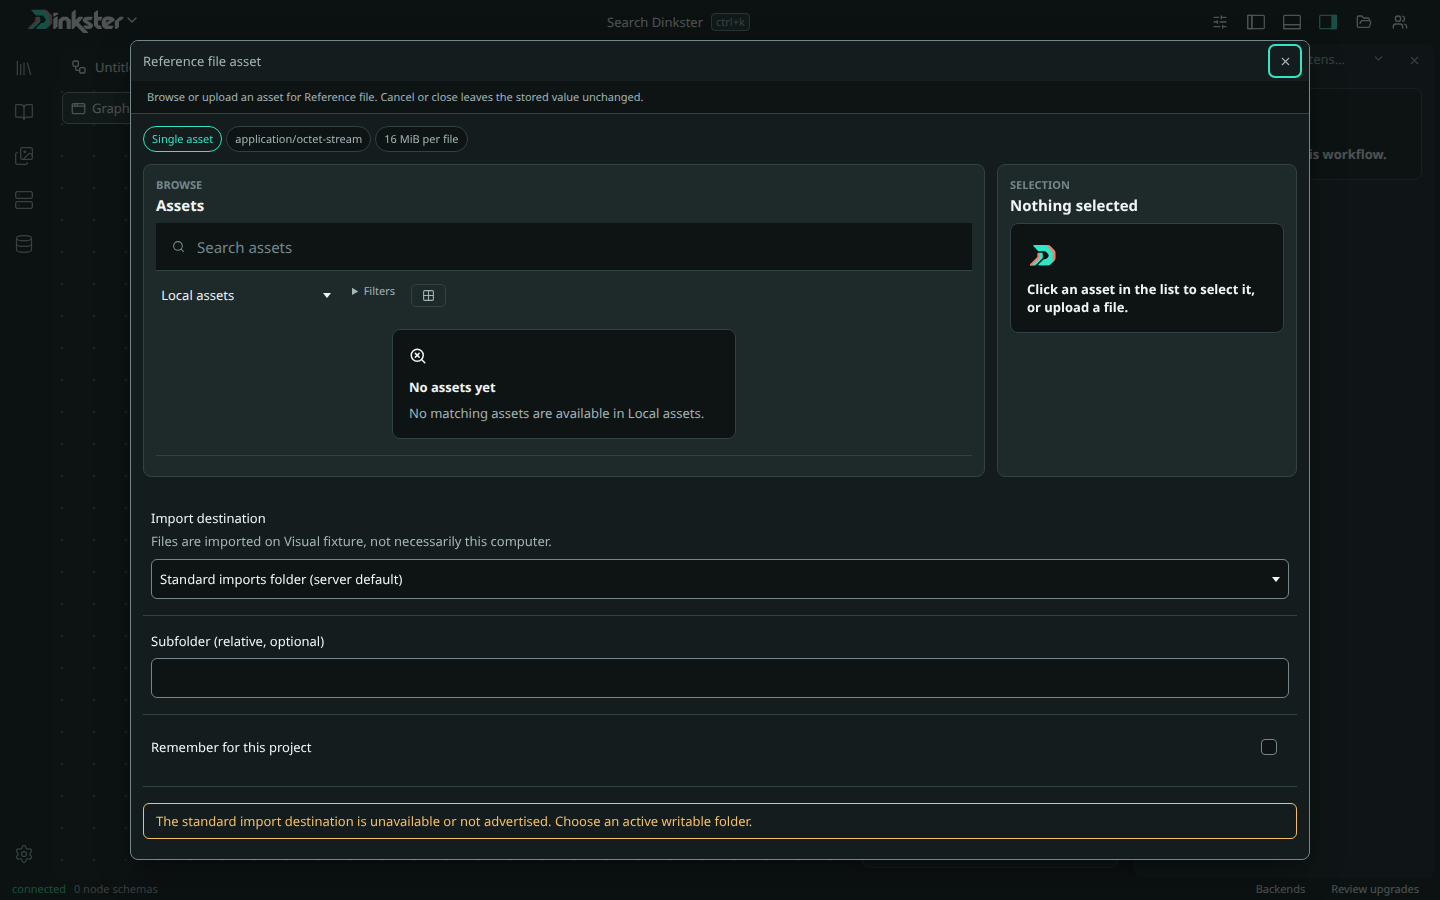 Dinkster
Search Dinkster ctrl+k
Untitl
tens...
Graph
is workflow.
Reference file asset
Browse or upload an asset for Reference file. Cancel or close leaves the stored value unchanged.
Single asset
application/octet-stream
16 MiB per file
BROWSE
Assets
Search assets
Local assets
Filters
No assets yet
No matching assets are available in Local assets.
SELECTION
Nothing selected
Click an asset in the list to select it,
or upload a file.
Import destination
Files are imported on Visual fixture, not necessarily this computer.
Standard imports folder (server default)
Subfolder (relative, optional)
Remember for this project
The standard import destination is unavailable or not advertised. Choose an active writable folder.
connected 0 node schemas
Backends Review upgrades